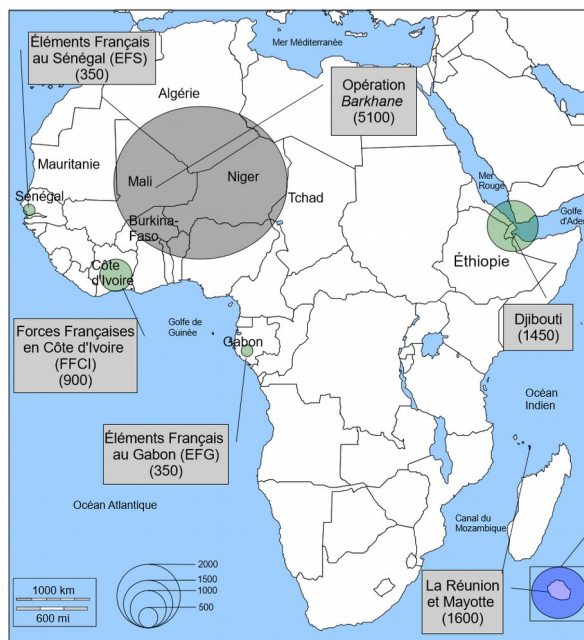 Mer Méditerranée
Éléments Français
au Sénégal (EFS)
(350)
Opération
Barkhane
(5100)
Algérie
Mauritanie
Mali
Niger
Tchad
Mer
Rouge
Sénégal
Golfe
d'Aden
Burkina-
Faso
Éthiopie
Côte
d'Ivoire
Djibouti
(1450)
Forces Françaises
en Côte d'Ivoire
(FFCI)
(900)
Golfe de
Guinée
Gabon
Océan
Indien
Éléments Français
au Gabon (EFG)
(350)
Océan Atlantique
Canal du
Mozambique
2000
1500
1000
500
1000 km
600 mi
La Réunion
et Mayotte
(1600)